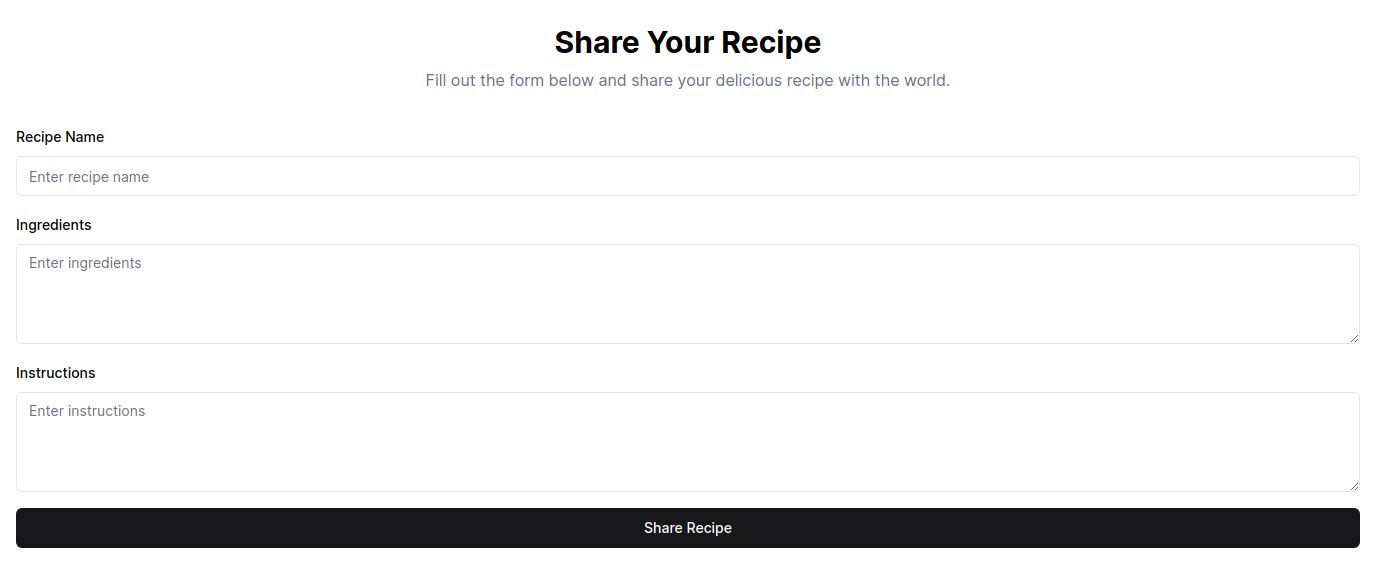 Share Your Recipe
Fill out the form below and share your delicious recipe with the world.
Recipe Name
Enter recipe name
Ingredients
Enter ingredients
Instructions
Enter instructions
Share Recipe